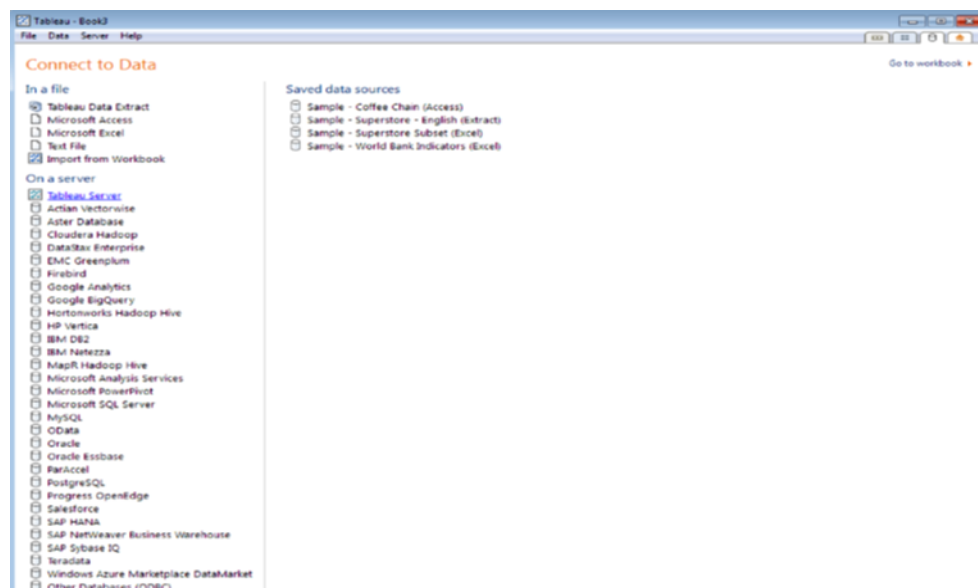 Tableau - Book3
File Data Server Help
Connect to Data
Go to workbook
In a file
Tableau Data Extract
Microsoft Access
Microsoft Excel
Text File
Import from Workbook
On a server
Tableau Server
Actian Vectorwise
Aster Database
Cloudera Hadoop
DataStax Enterprise
EMC Greenplum
Firebird
Google Analytics
Google BigQuery
Hortonworks Hadoop Hive
HP Vertica
IBM DB2
IBM Netezza
MapR Hadoop Hive
Microsoft Analysis Services
Microsoft PowerPivot
Microsoft SQL Server
MySQL
OData
Oracle
Oracle Essbase
ParAccel
PostgreSQL
Progress OpenEdge
Salesforce
SAP HANA
SAP NetWeaver Business Warehouse
SAP Sybase IQ
Teradata
Windows Azure Marketplace DataMarket
Other Databases (ODBC)
Saved data sources
Sample - Coffee Chain (Access)
Sample - Superstore - English (Extract)
Sample - Superstore Subset (Excel)
Sample - World Bank Indicators (Excel)